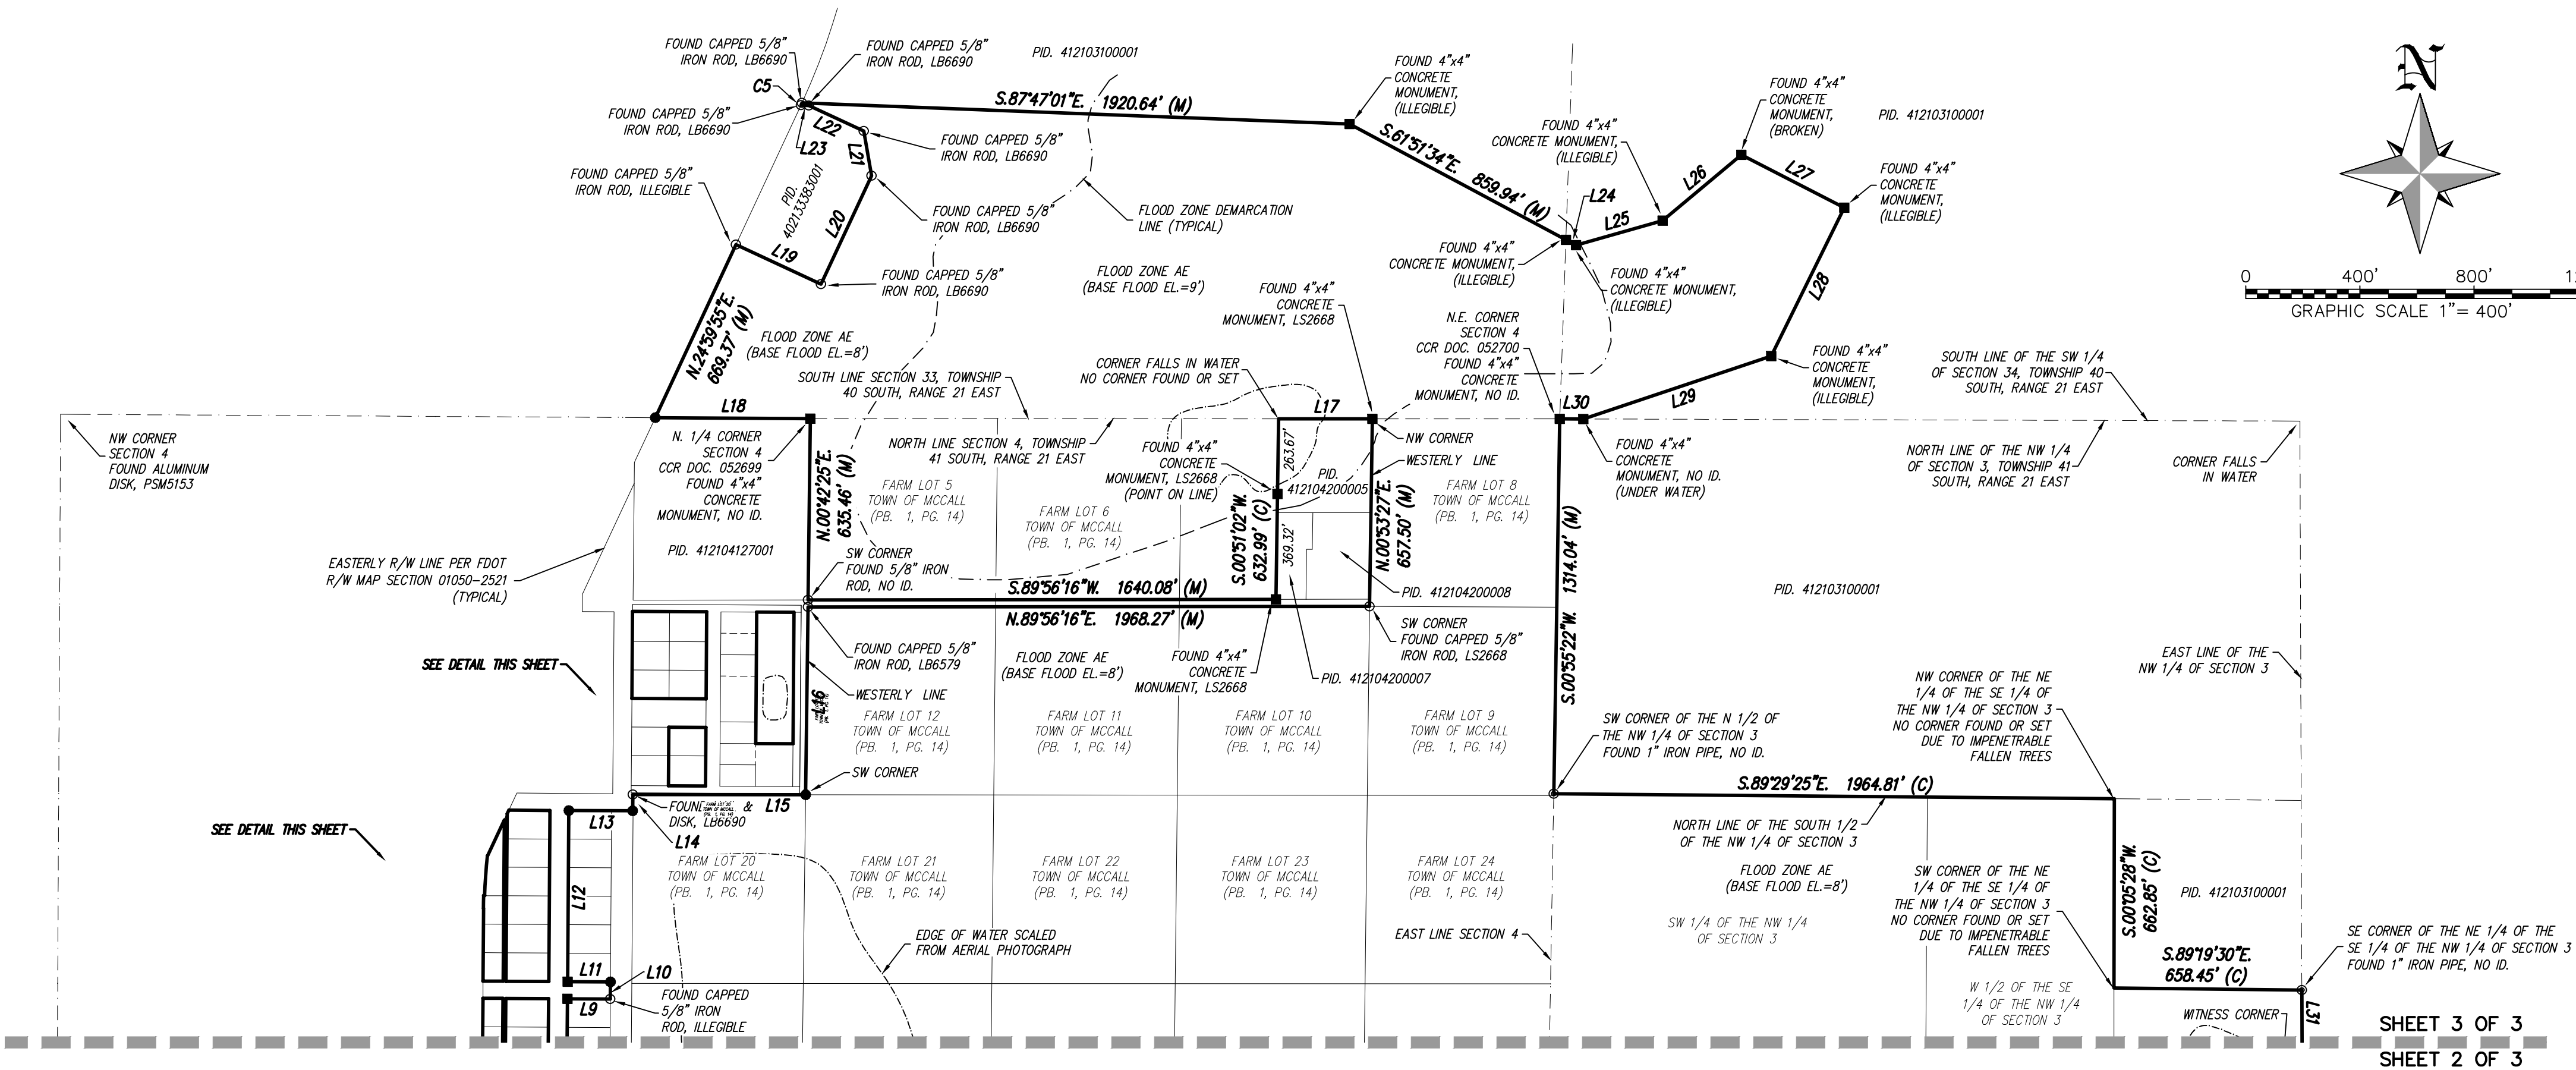 FOUND CAPPED 5/8"
IRON ROD, LB6690
FOUND CAPPED 5/8"
IRON ROD, LB6690
PID. 412103100001
C5
FOUND CAPPED 5/8"
IRON ROD, LB6690
L22
L23
L21
FOUND CAPPED 5/8"
IRON ROD, LB6690
S.87°47'01"E. 1920.64' (M)
FOUND 4"x4"
CONCRETE
MONUMENT,
(ILLEGIBLE)
S.61°51'34"E. 859.94' (M)
FOUND 4"x4"
CONCRETE MONUMENT,
(ILLEGIBLE)
FOUND 4"x4"
CONCRETE
MONUMENT,
(BROKEN)
PID. 412103100001
L26
L27
FOUND 4"x4"
CONCRETE
MONUMENT,
(ILLEGIBLE)
N
0 400' 800'
GRAPHIC SCALE 1"= 400'
FOUND CAPPED 5/8"
IRON ROD, ILLEGIBLE
PID.
402133383001
L20
L19
FOUND CAPPED 5/8"
IRON ROD, LB6690
FLOOD ZONE DEMARCATION
LINE (TYPICAL)
L24
L25
FOUND 4"x4"
CONCRETE MONUMENT,
(ILLEGIBLE)
FOUND 4"x4"
CONCRETE MONUMENT,
(ILLEGIBLE)
L28
FOUND CAPPED 5/8"
IRON ROD, LB6690
FLOOD ZONE AE
(BASE FLOOD EL.=9')
FOUND 4"x4"
CONCRETE
MONUMENT, LS2668
N.24°59'55"E.
669.37' (M)
FLOOD ZONE AE
(BASE FLOOD EL.=8')
SOUTH LINE SECTION 33, TOWNSHIP
40 SOUTH, RANGE 21 EAST
CORNER FALLS IN WATER
NO CORNER FOUND OR SET
N.E. CORNER
SECTION 4
CCR DOC. 052700
FOUND 4"x4"
CONCRETE
MONUMENT, NO ID.
FOUND 4"x4"
CONCRETE
MONUMENT,
(ILLEGIBLE)
SOUTH LINE OF THE SW 1/4
OF SECTION 34, TOWNSHIP 40
SOUTH, RANGE 21 EAST
L18
L17
L30
L29
NW CORNER
SECTION 4
FOUND ALUMINUM
DISK, PSM5153
N. 1/4 CORNER
SECTION 4
CCR DOC. 052699
FOUND 4"x4"
CONCRETE
MONUMENT, NO ID.
N.00°42'25"E.
635.46' (M)
NORTH LINE SECTION 4, TOWNSHIP
41 SOUTH, RANGE 21 EAST
FOUND 4"x4"
CONCRETE
MONUMENT, LS2668
(POINT ON LINE)
263.67'
PID.
412104200005
NW CORNER
WESTERLY LINE
FOUND 4"x4"
CONCRETE
MONUMENT, NO ID.
(UNDER WATER)
NORTH LINE OF THE NW 1/4
OF SECTION 3, TOWNSHIP 41
SOUTH, RANGE 21 EAST
CORNER FALLS
IN WATER
FARM LOT 5
TOWN OF MCCALL
(PB. 1, PG. 14)
FARM LOT 6
TOWN OF MCCALL
(PB. 1, PG. 14)
S.00°51'02"W.
632.99' (C)
369.32'
N.00°53'27"E.
657.50' (M)
FARM LOT 8
TOWN OF MCCALL
(PB. 1, PG. 14)
S.00°55'22"W. 1314.04' (M)
PID. 412104127001
SW CORNER
FOUND 5/8" IRON
ROD, NO ID.
EASTERLY R/W LINE PER FDOT
R/W MAP SECTION 01050-2521
(TYPICAL)
S.89°56'16"W. 1640.08' (M)
N.89°56'16"E. 1968.27' (M)
PID. 412104200008
PID. 412103100001
FOUND CAPPED 5/8"
IRON ROD, LB6579
FLOOD ZONE AE
(BASE FLOOD EL.=8')
FOUND 4"x4"
CONCRETE
MONUMENT, LS2668
SW CORNER
FOUND CAPPED 5/8"
IRON ROD, LS2668
PID. 412104200007
SEE DETAIL THIS SHEET
WESTERLY LINE
L16
EAST LINE OF THE
NW 1/4 OF SECTION 3
NW CORNER OF THE NE
1/4 OF THE SE 1/4 OF
THE NW 1/4 OF SECTION 3
NO CORNER FOUND OR SET
DUE TO IMPENETRABLE
FALLEN TREES
FARM LOT 12
TOWN OF MCCALL
(PB. 1, PG. 14)
FARM LOT 11
TOWN OF MCCALL
(PB. 1, PG. 14)
FARM LOT 10
TOWN OF MCCALL
(PB. 1, PG. 14)
FARM LOT 9
TOWN OF MCCALL
(PB. 1, PG. 14)
SW CORNER OF THE N 1/2 OF
THE NW 1/4 OF SECTION 3
FOUND 1" IRON PIPE, NO ID.
SW CORNER
S.89°29'25"E. 1964.81' (C)
L15
FOUND & 
DISK, LB6690
L13
L14
SEE DETAIL THIS SHEET
NORTH LINE OF THE SOUTH 1/2
OF THE NW 1/4 OF SECTION 3
FARM LOT 20
TOWN OF MCCALL
(PB. 1, PG. 14)
FARM LOT 21
TOWN OF MCCALL
(PB. 1, PG. 14)
FARM LOT 22
TOWN OF MCCALL
(PB. 1, PG. 14)
FARM LOT 23
TOWN OF MCCALL
(PB. 1, PG. 14)
FARM LOT 24
TOWN OF MCCALL
(PB. 1, PG. 14)
FLOOD ZONE AE
(BASE FLOOD EL.=8')
SW CORNER OF THE NE
1/4 OF THE SE 1/4 OF
THE NW 1/4 OF SECTION 3
NO CORNER FOUND OR SET
DUE TO IMPENETRABLE
FALLEN TREES
S.00°05'28"W.
662.85' (C)
PID. 412103100001
L12
EDGE OF WATER SCALED
FROM AERIAL PHOTOGRAPH
EAST LINE SECTION 4
SW 1/4 OF THE NW 1/4
OF SECTION 3
S.89°19'30"E.
658.45' (C)
SE CORNER OF THE NE 1/4 OF THE
SE 1/4 OF THE NW 1/4 OF SECTION 3
FOUND 1" IRON PIPE, NO ID.
L11
L10
L9
FOUND CAPPED
5/8" IRON
ROD, ILLEGIBLE
W 1/2 OF THE SE
1/4 OF THE NW 1/4
OF SECTION 3
WITNESS CORNER
L31
SHEET 3 OF 3
SHEET 2 OF 3